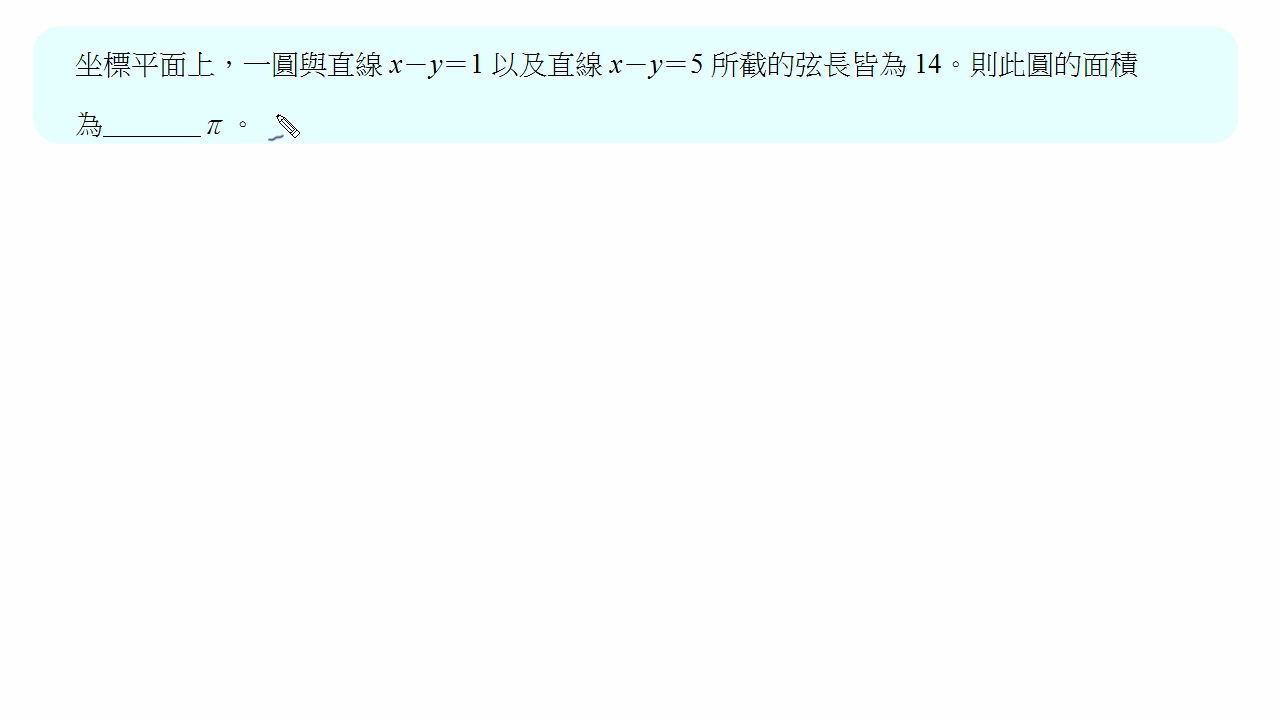 坐標平面上，一圓與直線 x－y＝1 以及直線 x－y＝5 所截的弦長皆為 14。則此圓的面積
為_______π。